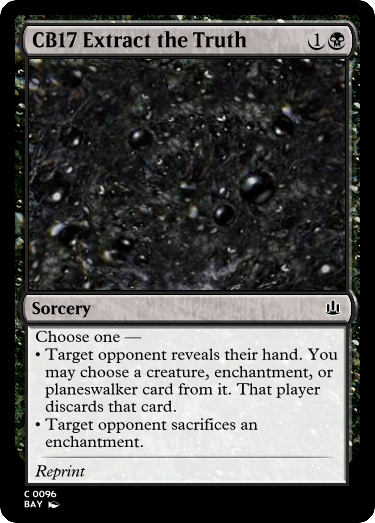 CB17 Extract the Truth 1
Sorcery
Choose one —
• Target opponent reveals their hand. You
may choose a creature, enchantment, or
planeswalker card from it. That player
discards that card.
• Target opponent sacrifices an
enchantment.
Reprint
C 0096
BAY